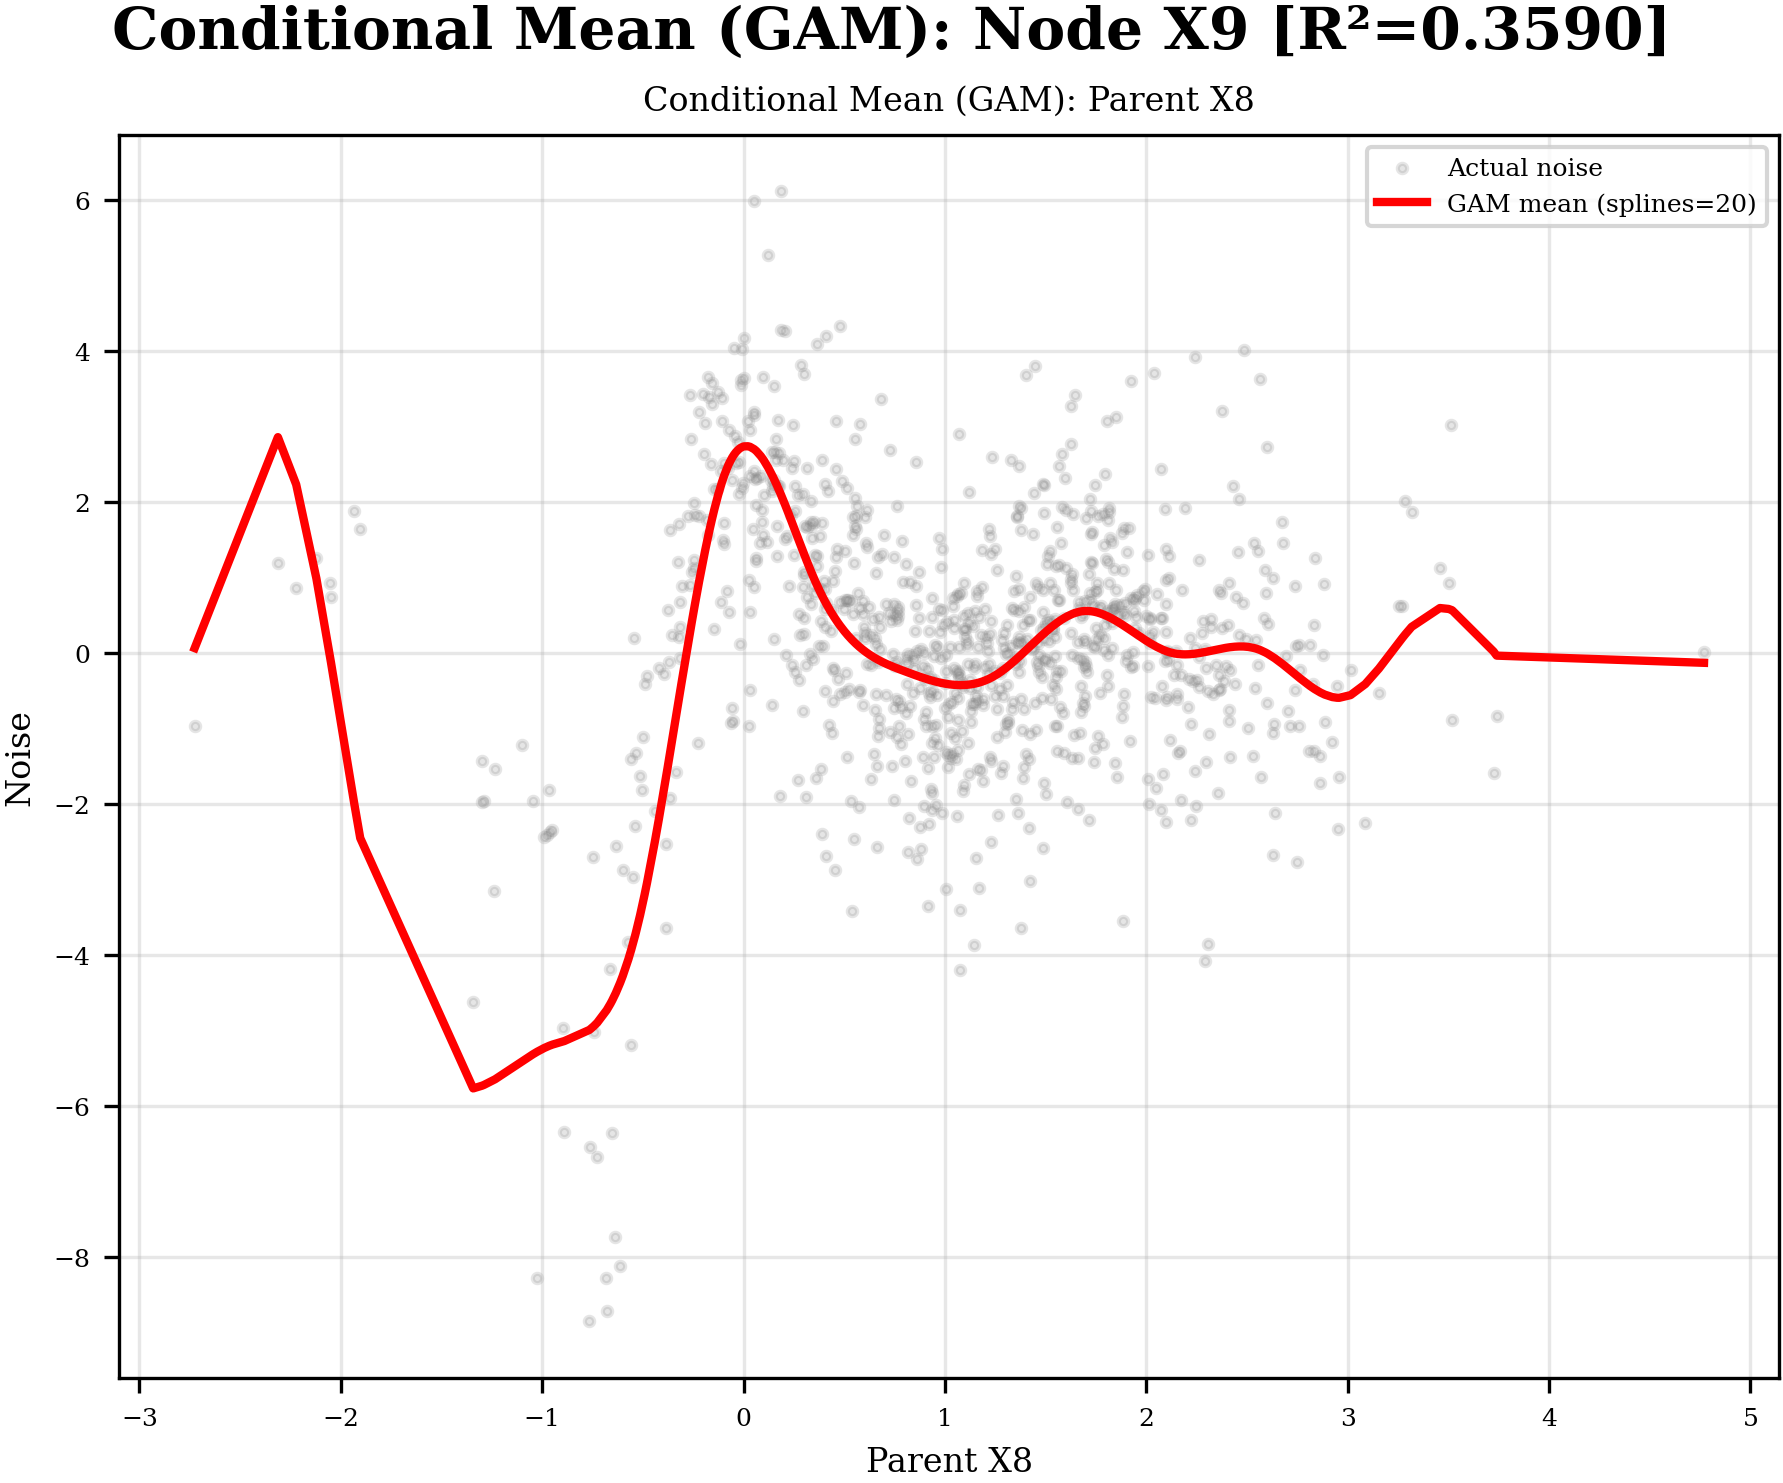 Conditional Mean (GAM): Node X9 [R²=0.3590]
Conditional Mean (GAM): Parent X8
Actual noise
GAM mean (splines=20)
6
4
2
0
−2
−4
−6
−8
Noise
−3 −2 −1 0 1 2 3 4 5
Parent X8